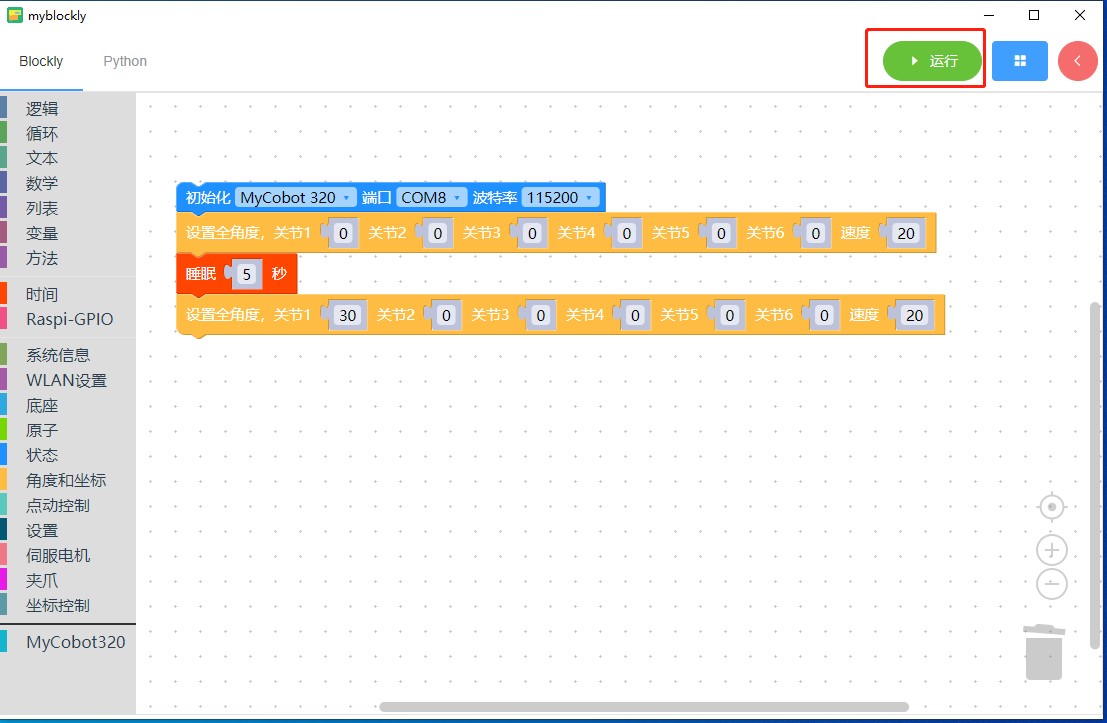 myblockly
Blockly Python 运行
逻辑
循环
文本
数学
列表
变量
方法
时间
Raspi-GPIO
系统信息
WLAN设置
底座
原子
状态
角度和坐标
点动控制
设置
伺服电机
夹爪
坐标控制
MyCobot320
初始化 MyCobot 320 端口 COM8 波特率 115200
设置全角度，关节1 0 关节2 0 关节3 0 关节4 0 关节5 0 关节6 0 速度 20
睡眠 5 秒
设置全角度，关节1 30 关节2 0 关节3 0 关节4 0 关节5 0 关节6 0 速度 20